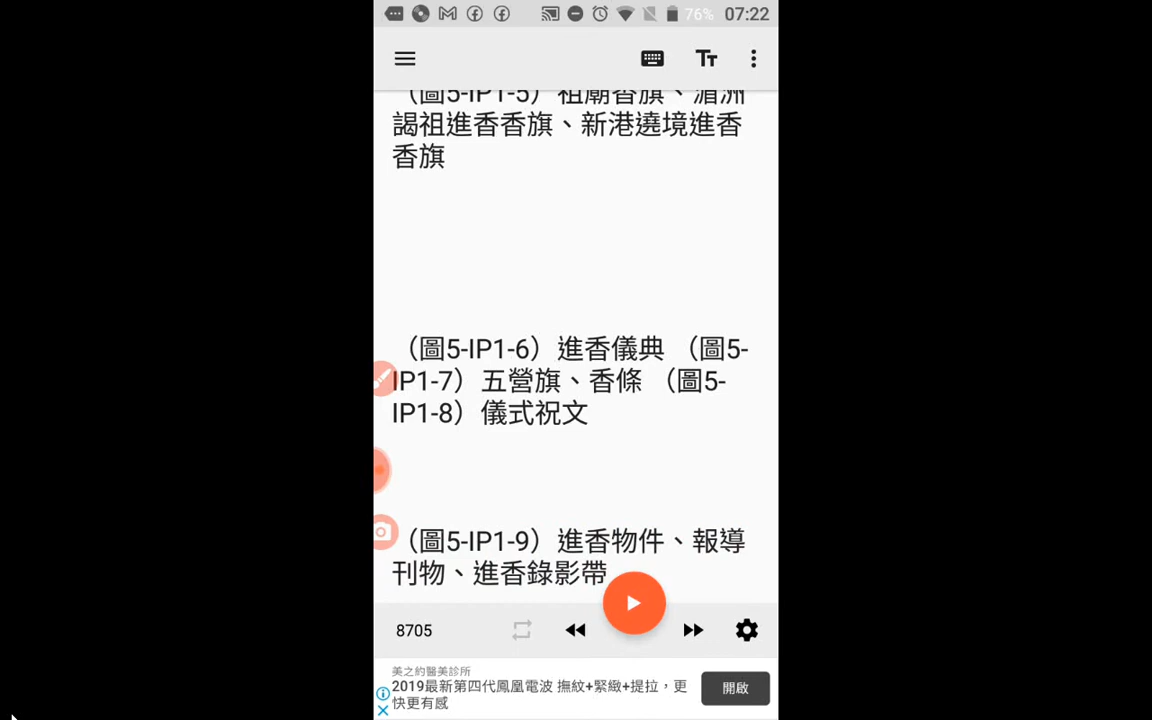 76% 07:22
（圖5-IP1-5）祖廟香旗、湄洲
謁祖進香香旗、新港遶境進香
香旗
（圖5-IP1-6）進香儀典 （圖5-
IP1-7）五營旗、香條 （圖5-
IP1-8）儀式祝文
（圖5-IP1-9）進香物件、報導
刊物、進香錄影帶
8705
美之約醫美診所
2019最新第四代鳳凰電波 撫紋+緊緻+提拉，更
快更有感
開啟